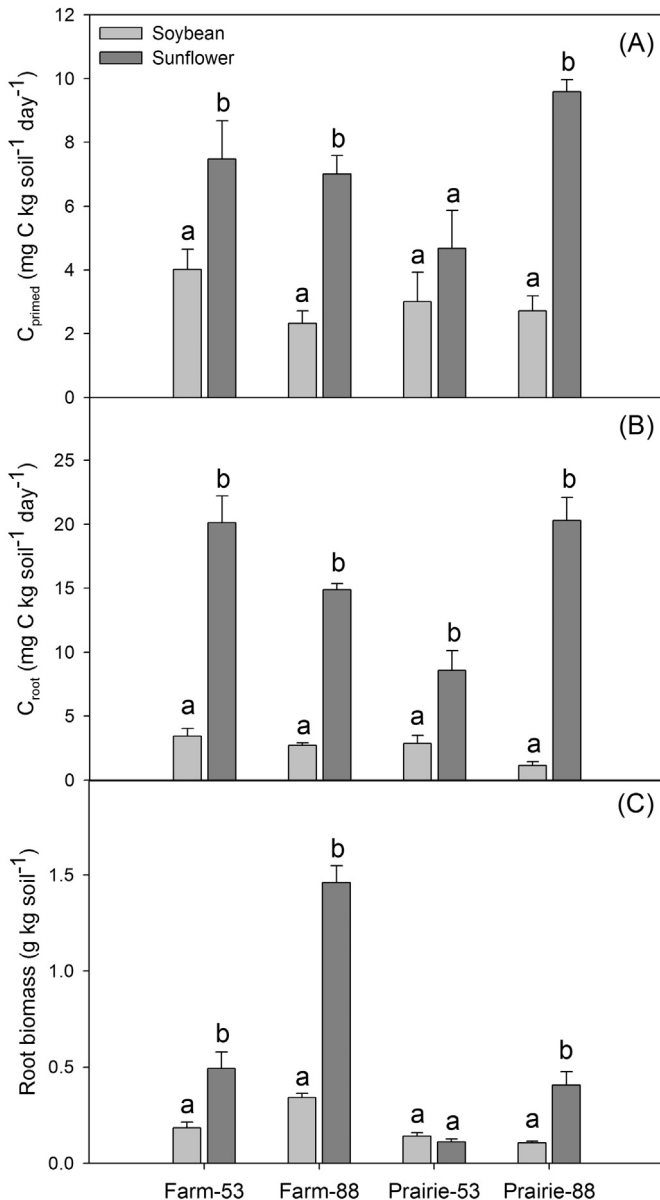 12
10
8
6
4
2
0
C_primed (mg C kg soil⁻¹ day⁻¹)
Soybean
Sunflower
(A)
a b a b a a a b
25
20
15
10
5
0
C_root (mg C kg soil⁻¹ day⁻¹)
(B)
a b a b a b a b
1.5
1.0
0.5
0.0
Root biomass (g kg soil⁻¹)
(C)
a b a b a a a b
Farm-53 Farm-88 Prairie-53 Prairie-88